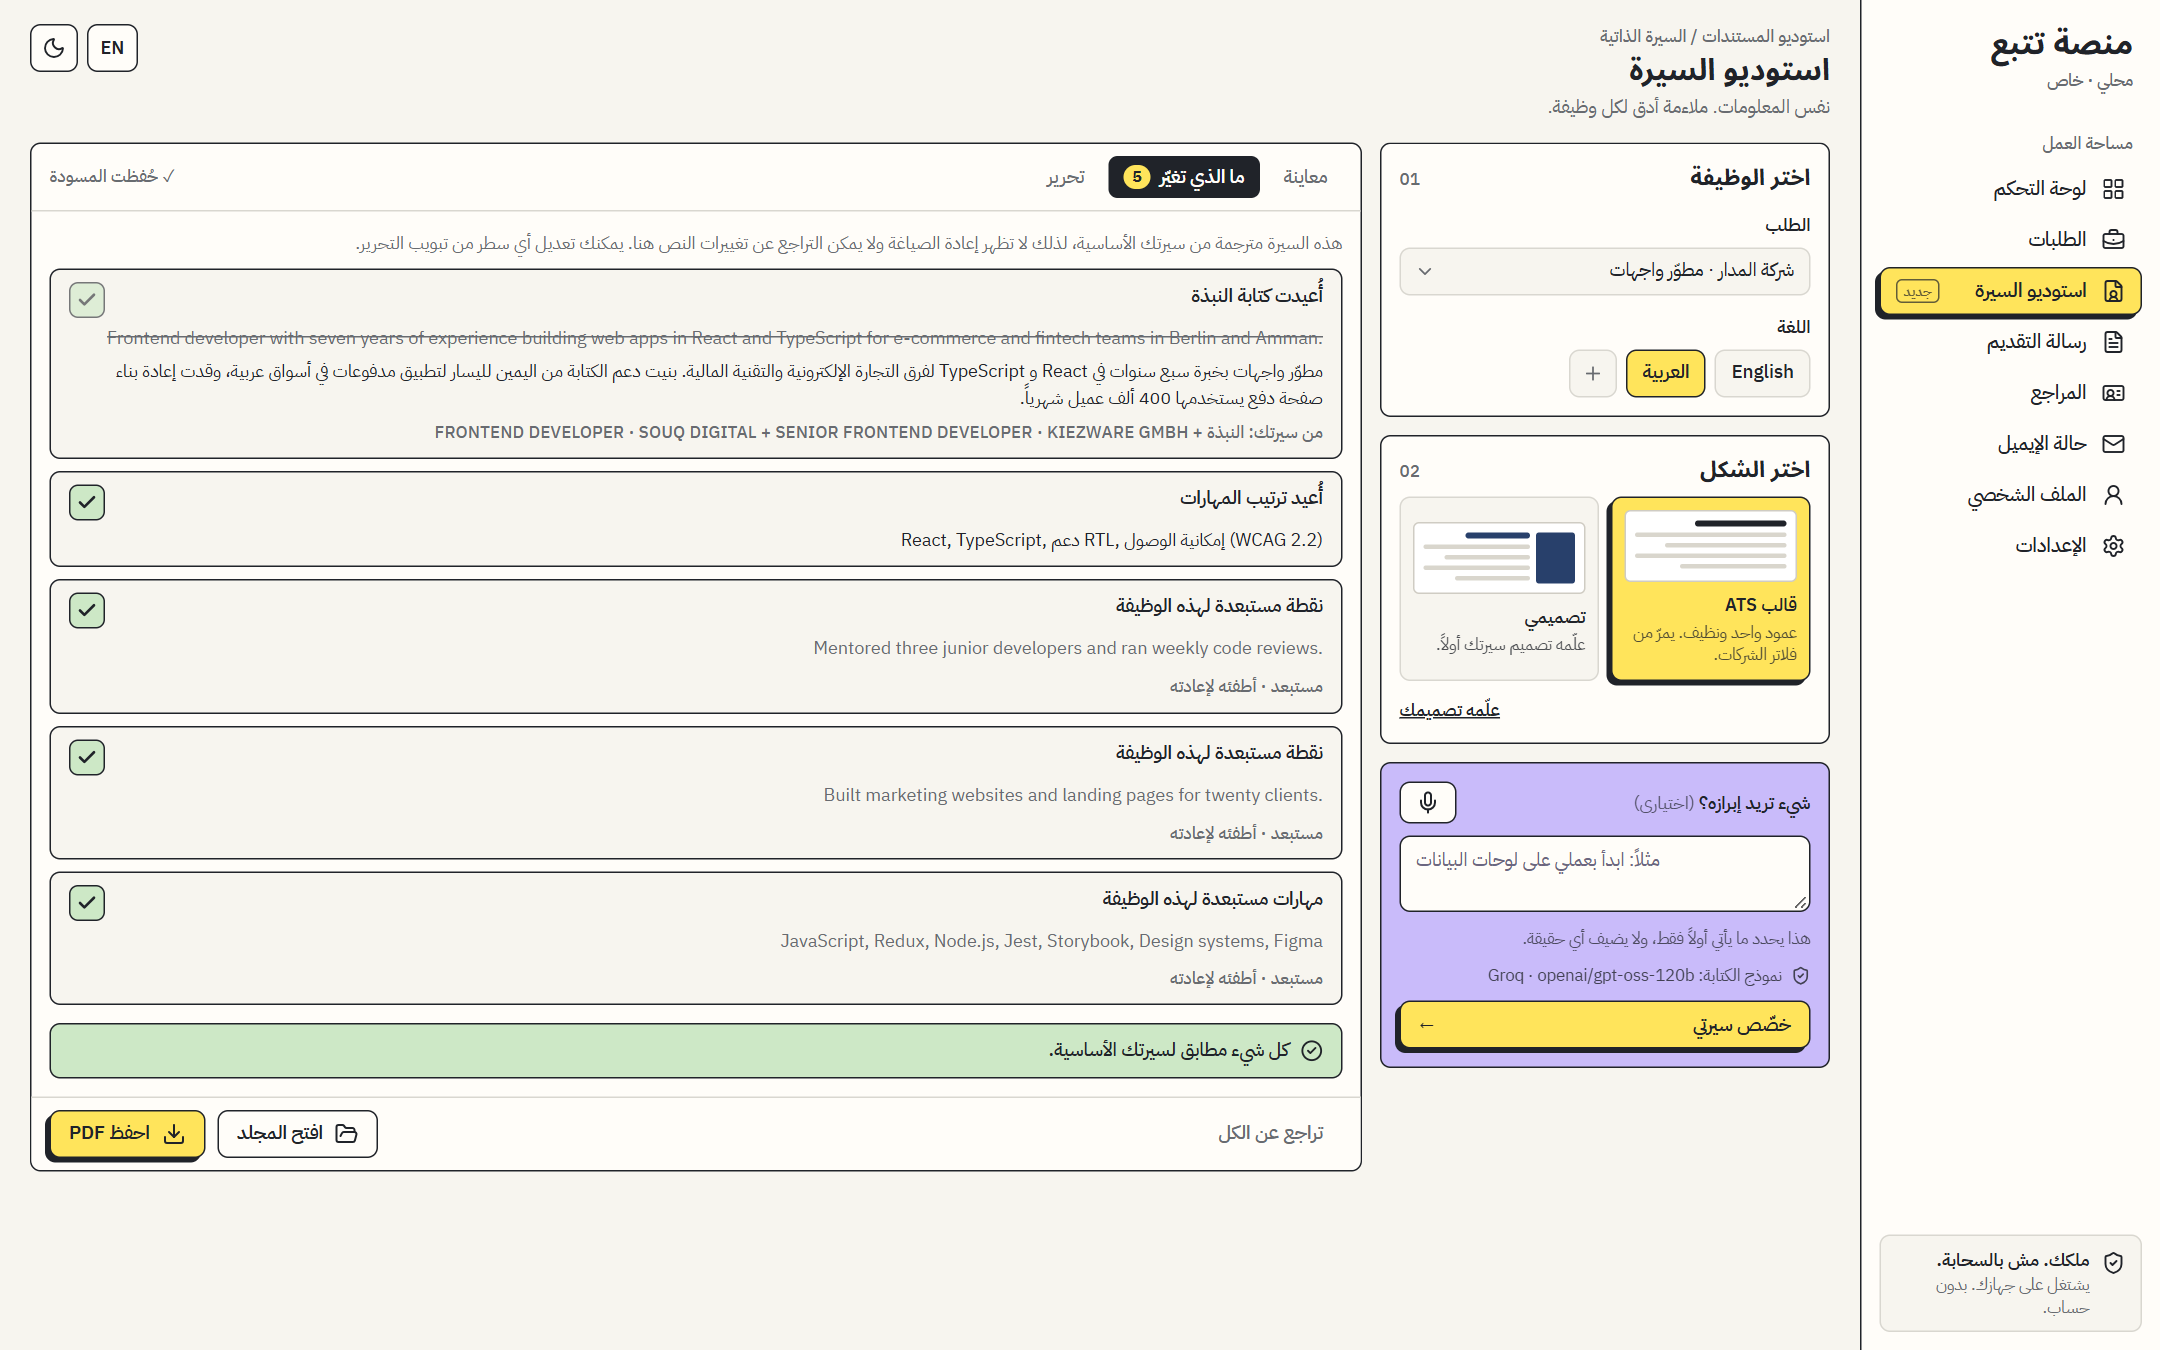 منصة تتبع
محلي · خاص
مساحة العمل
لوحة التحكم
الطلبات
استوديو السيرة
جديد
رسالة التقديم
المراجع
حالة الإيميل
الملف الشخصي
الإعدادات
ملكك. مش بالسحابة.
يشتغل على جهازك. بدون
حساب.
استوديو المستندات / السيرة الذاتية
استوديو السيرة
نفس المعلومات. ملاءمة أدق لكل وظيفة.
EN
اختر الوظيفة
01
الطلب
شركة المدار · مطوّر واجهات
اللغة
English
العربية
+
اختر الشكل
02
قالب ATS
عمود واحد ونظيف. يمرّ من
فلاتر الشركات.
تصميمي
علّمه تصميم سيرتك أولاً.
علّمه تصميمك
شيء تريد إبرازه؟ (اختياري)
مثلاً: ابدأ بعملي على لوحات البيانات
هذا يحدد ما يأتي أولاً فقط، ولا يضيف أي حقيقة.
نموذج الكتابة: Groq · openai/gpt-oss-120b
خصّص سيرتي ←
معاينة
ما الذي تغيّر 5
تحرير
✓ حُفظت المسودة
هذه السيرة مترجمة من سيرتك الأساسية، لذلك لا تظهر إعادة الصياغة ولا يمكن التراجع عن تغييرات النص هنا. يمكنك تعديل أي سطر من تبويب التحرير.
أُعيدت كتابة النبذة
Frontend developer with seven years of experience building web apps in React and TypeScript for e-commerce and fintech teams in Berlin and Amman.
مطوّر واجهات بخبرة سبع سنوات في React و TypeScript لفرق التجارة الإلكترونية والتقنية المالية. بنيت دعم الكتابة من اليمين لليسار لتطبيق مدفوعات في أسواق عربية، وقدت إعادة بناء
صفحة دفع يستخدمها 400 ألف عميل شهرياً.
من سيرتك: النبذة + FRONTEND DEVELOPER · SOUQ DIGITAL + SENIOR FRONTEND DEVELOPER · KIEZWARE GMBH
أُعيد ترتيب المهارات
React, TypeScript, دعم RTL, إمكانية الوصول (WCAG 2.2)
نقطة مستبعدة لهذه الوظيفة
Mentored three junior developers and ran weekly code reviews.
مستبعد · أطفئه لإعادته
نقطة مستبعدة لهذه الوظيفة
Built marketing websites and landing pages for twenty clients.
مستبعد · أطفئه لإعادته
مهارات مستبعدة لهذه الوظيفة
JavaScript, Redux, Node.js, Jest, Storybook, Design systems, Figma
مستبعد · أطفئه لإعادته
كل شيء مطابق لسيرتك الأساسية.
تراجع عن الكل
افتح المجلد
احفظ PDF